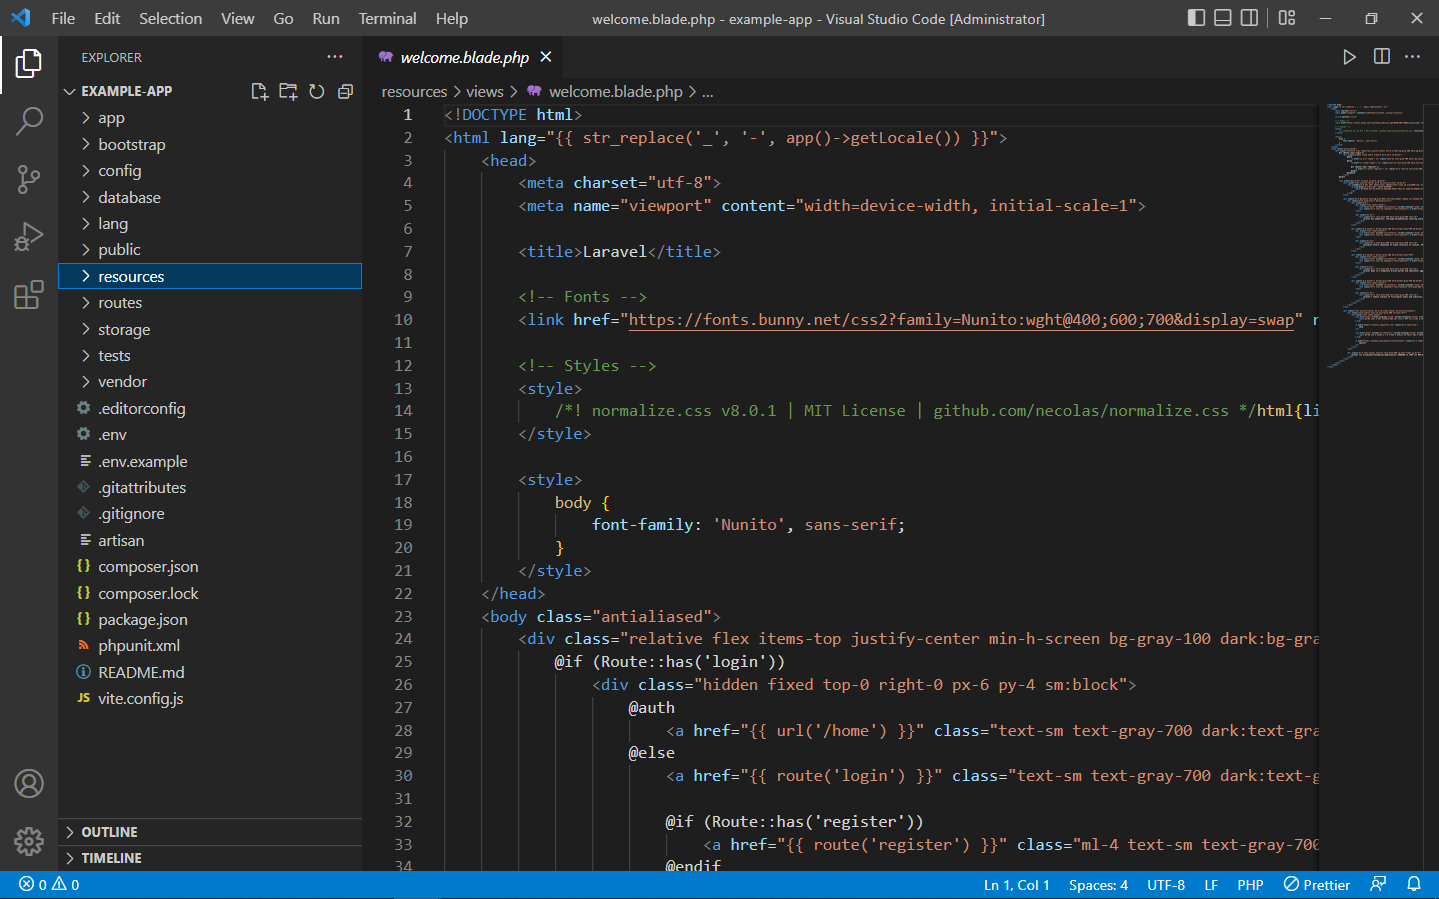 File Edit Selection View Go Run Terminal Help welcome.blade.php - example-app - Visual Studio Code [Administrator]
EXPLORER
welcome.blade.php
EXAMPLE-APP
resources > views > welcome.blade.php > ...
app
bootstrap
config
database
lang
public
resources
routes
storage
tests
vendor
.editorconfig
.env
.env.example
.gitattributes
.gitignore
artisan
{} composer.json
{} composer.lock
{} package.json
phpunit.xml
README.md
JS vite.config.js
OUTLINE
TIMELINE
1 <!DOCTYPE html>
2 <html lang="{{ str_replace('_', '-', app()->getLocale()) }}">
3 <head>
4 <meta charset="utf-8">
5 <meta name="viewport" content="width=device-width, initial-scale=1">
6
7 <title>Laravel</title>
8
9 <!-- Fonts -->
10 <link href="https://fonts.bunny.net/css2?family=Nunito:wght@400;600;700&display=swap" r
11
12 <!-- Styles -->
13 <style>
14 /*! normalize.css v8.0.1 | MIT License | github.com/necolas/normalize.css */html{li
15 </style>
16
17 <style>
18 body {
19 font-family: 'Nunito', sans-serif;
20 }
21 </style>
22 </head>
23 <body class="antialiased">
24 <div class="relative flex items-top justify-center min-h-screen bg-gray-100 dark:bg-gra
25 @if (Route::has('login'))
26 <div class="hidden fixed top-0 right-0 px-6 py-4 sm:block">
27 @auth
28 <a href="{{ url('/home') }}" class="text-sm text-gray-700 dark:text-gra
29 @else
30 <a href="{{ route('login') }}" class="text-sm text-gray-700 dark:text-g
31
32 @if (Route::has('register'))
33 <a href="{{ route('register') }}" class="ml-4 text-sm text-gray-700
34 @endif
0 0 Ln 1, Col 1 Spaces: 4 UTF-8 LF PHP Prettier